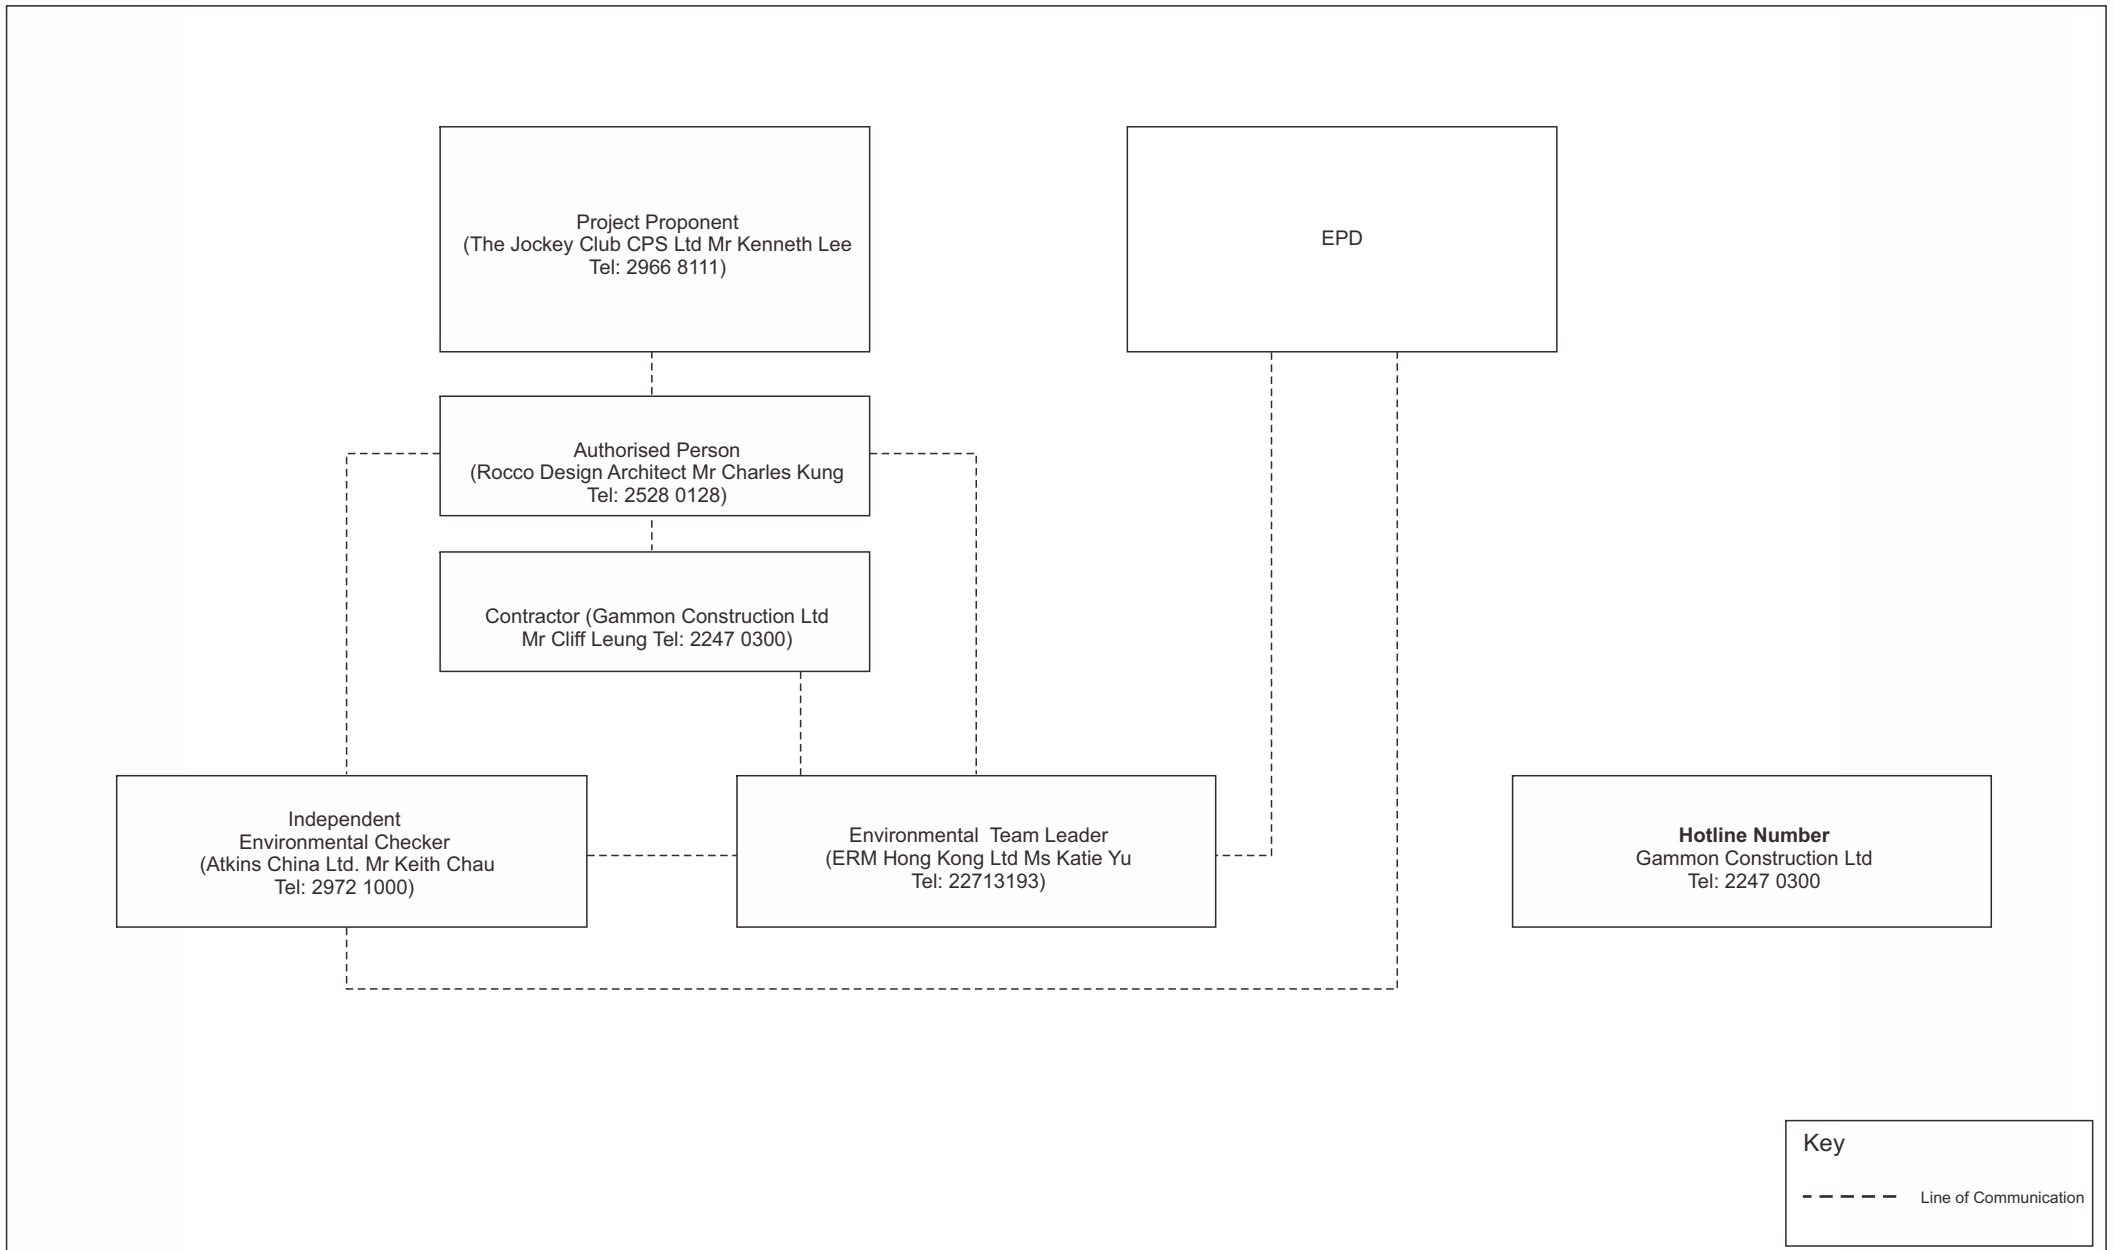 Project Proponent
(The Jockey Club CPS Ltd Mr Kenneth Lee
Tel: 2966 8111)
EPD
Authorised Person
(Rocco Design Architect Mr Charles Kung
Tel: 2528 0128)
Contractor (Gammon Construction Ltd
Mr Cliff Leung Tel: 2247 0300)
Independent
Environmental Checker
(Atkins China Ltd. Mr Keith Chau
Tel: 2972 1000)
Environmental  Team Leader
(ERM Hong Kong Ltd Ms Katie Yu
Tel: 22713193)
Hotline Number
Gammon Construction Ltd
Tel: 2247 0300
Key
Line of Communication